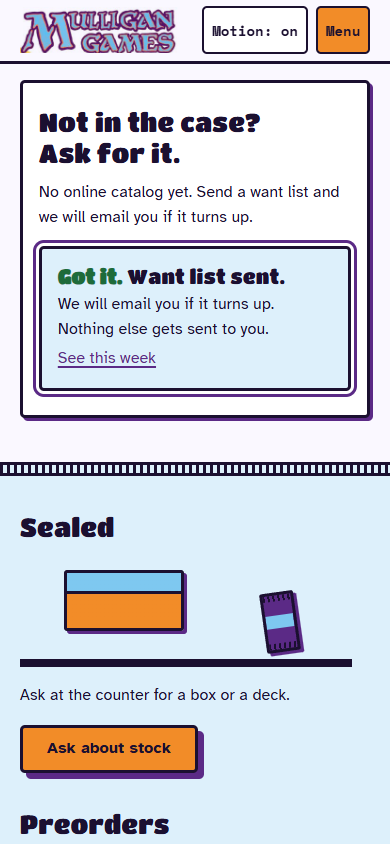 MULLIGAN
GAMES
Motion: on
Menu
Not in the case?
Ask for it.
No online catalog yet. Send a want list and
we will email you if it turns up.
Got it. Want list sent.
We will email you if it turns up.
Nothing else gets sent to you.
See this week
Sealed
Ask at the counter for a box or a deck.
Ask about stock
Preorders